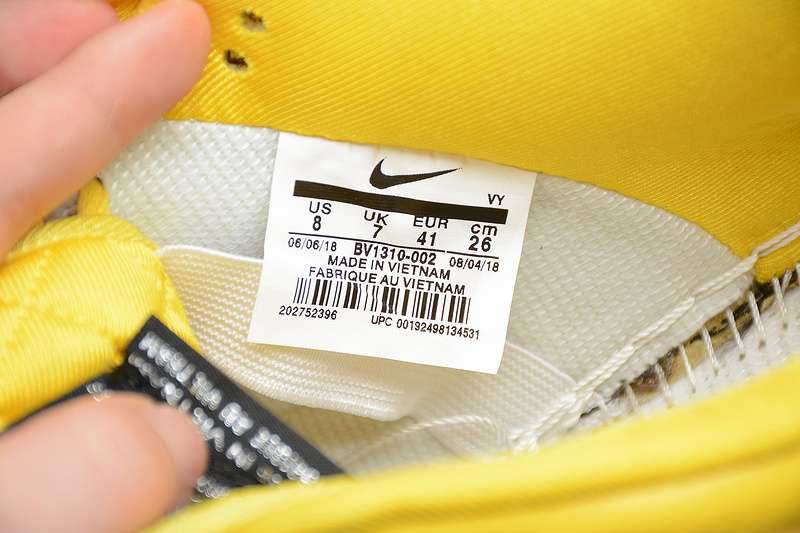 VY
US UK EUR cm
8 7 41 26
06/06/18 BV1310-002 08/04/18
MADE IN VIETNAM
FABRIQUE AU VIETNAM
202752396 UPC 00192498134531